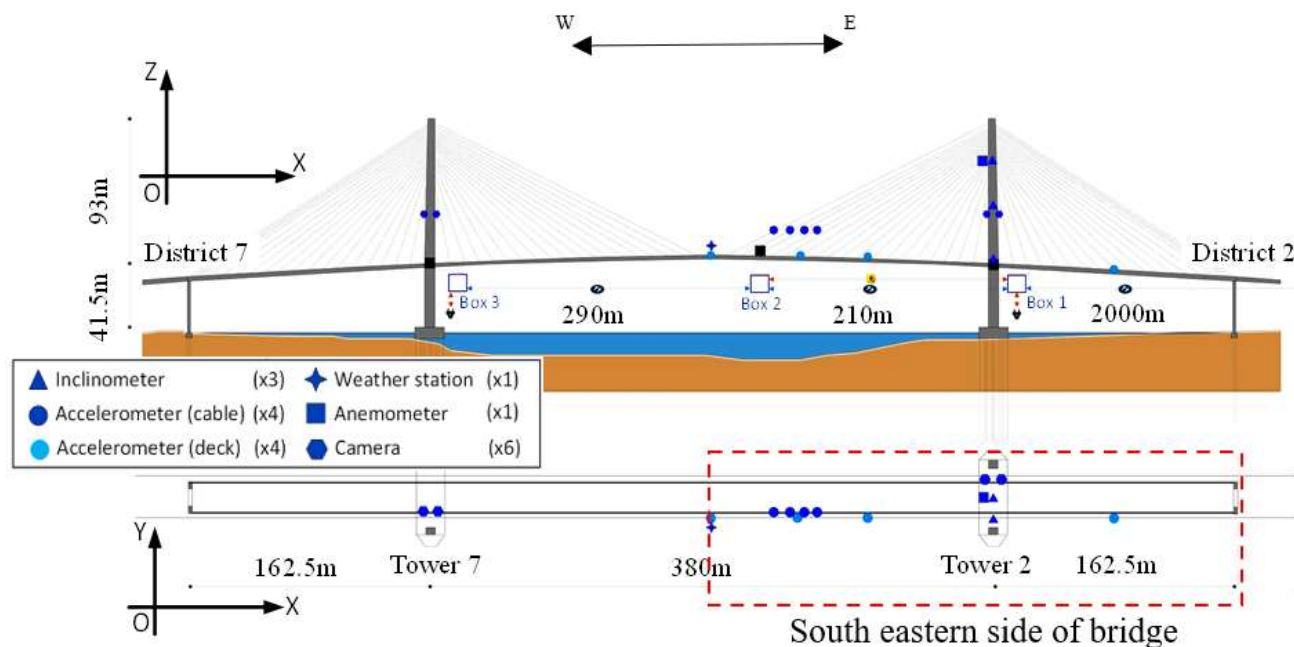 W E
Z
X
O
93m
41.5m
District 7 District 2
Box 3 Box 2 Box 1
290m 210m 2000m
Inclinometer (x3) Weather station (x1)
Accelerometer (cable) (x4) Anemometer (x1)
Accelerometer (deck) (x4) Camera (x6)
Y
O
X
162.5m Tower 7 380m Tower 2 162.5m
South eastern side of bridge